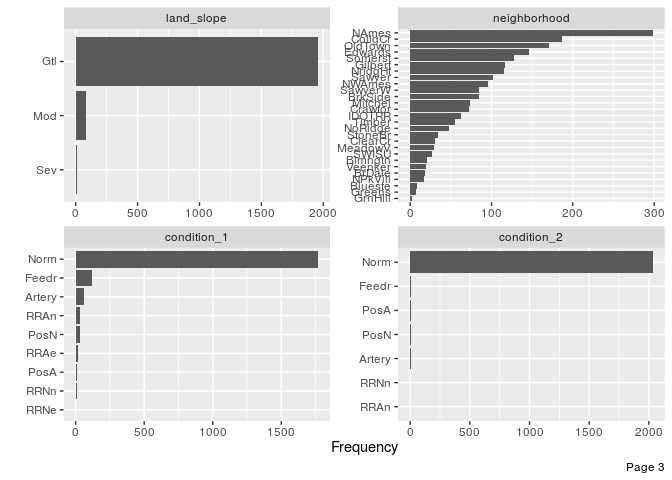 land_slope
Gtl
Mod
Sev
0 500 1000 1500 2000
neighborhood
NAmes
CollgCr
OldTown
Edwards
Somerst
Gilbert
NridgHt
Sawyer
NWAmes
SawyerW
BrkSide
Mitchel
Crawfor
IDOTRR
Timber
NoRidge
StoneBr
ClearCr
MeadowV
SWISU
Blmngtn
Veenker
BrDale
NPkVill
Blueste
Greens
GrnHill
0 100 200 300
condition_1
Norm
Feedr
Artery
RRAn
PosN
RRAe
PosA
RRNn
RRNe
0 500 1000 1500
condition_2
Norm
Feedr
PosA
PosN
Artery
RRNn
RRAn
0 500 1000 1500 2000
Frequency
Page 3